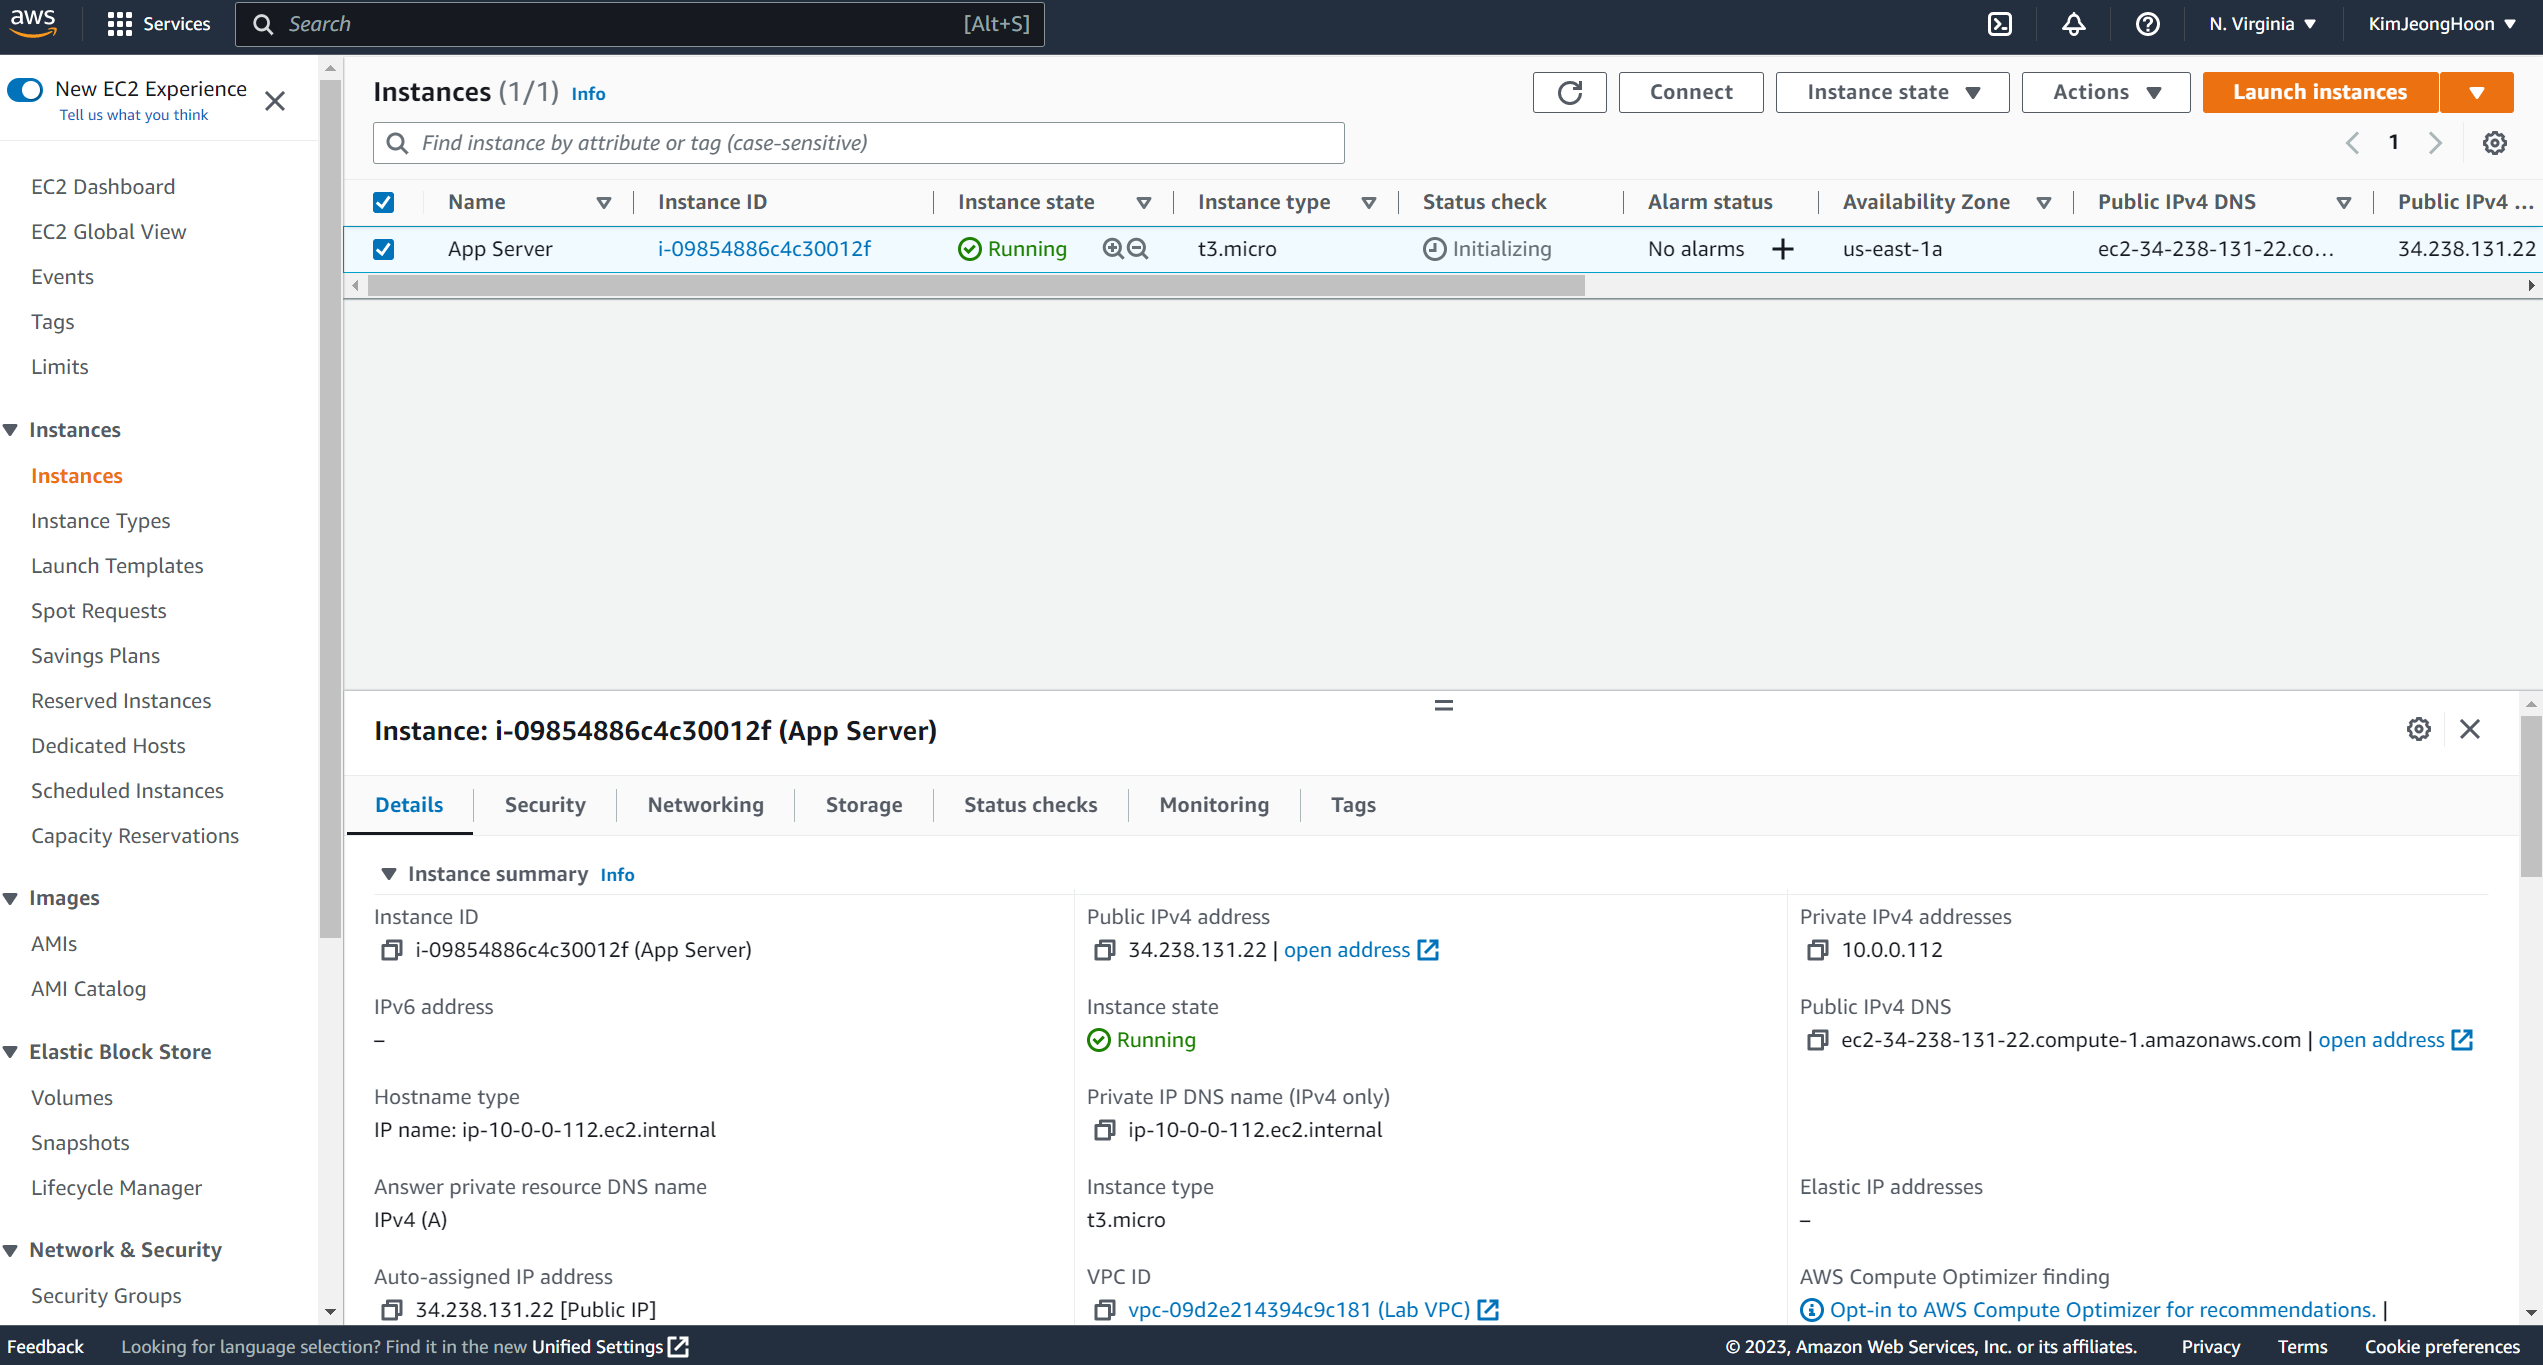 aws Services Search [Alt+S] N. Virginia KimJeongHoon
New EC2 Experience
Tell us what you think
EC2 Dashboard
EC2 Global View
Events
Tags
Limits
Instances
Instances
Instance Types
Launch Templates
Spot Requests
Savings Plans
Reserved Instances
Dedicated Hosts
Scheduled Instances
Capacity Reservations
Images
AMIs
AMI Catalog
Elastic Block Store
Volumes
Snapshots
Lifecycle Manager
Network & Security
Security Groups
Instances (1/1) Info Connect Instance state Actions Launch instances
Find instance by attribute or tag (case-sensitive) 1
Name Instance ID Instance state Instance type Status check Alarm status Availability Zone Public IPv4 DNS Public IPv4 ...
App Server i-09854886c4c30012f Running t3.micro Initializing No alarms + us-east-1a ec2-34-238-131-22.co... 34.238.131.22
Instance: i-09854886c4c30012f (App Server)
Details Security Networking Storage Status checks Monitoring Tags
Instance summary Info
Instance ID Public IPv4 address Private IPv4 addresses
i-09854886c4c30012f (App Server) 34.238.131.22 | open address 10.0.0.112
IPv6 address Instance state Public IPv4 DNS
– Running ec2-34-238-131-22.compute-1.amazonaws.com | open address
Hostname type Private IP DNS name (IPv4 only)
IP name: ip-10-0-0-112.ec2.internal ip-10-0-0-112.ec2.internal
Answer private resource DNS name Instance type Elastic IP addresses
IPv4 (A) t3.micro –
Auto-assigned IP address VPC ID AWS Compute Optimizer finding
34.238.131.22 [Public IP] vpc-09d2e214394c9c181 (Lab VPC) Opt-in to AWS Compute Optimizer for recommendations. |
Feedback Looking for language selection? Find it in the new Unified Settings © 2023, Amazon Web Services, Inc. or its affiliates. Privacy Terms Cookie preferences